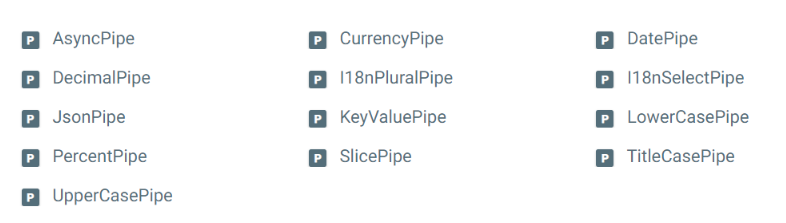 P AsyncPipe P CurrencyPipe P DatePipe
P DecimalPipe P I18nPluralPipe P I18nSelectPipe
P JsonPipe P KeyValuePipe P LowerCasePipe
P PercentPipe P SlicePipe P TitleCasePipe
P UpperCasePipe